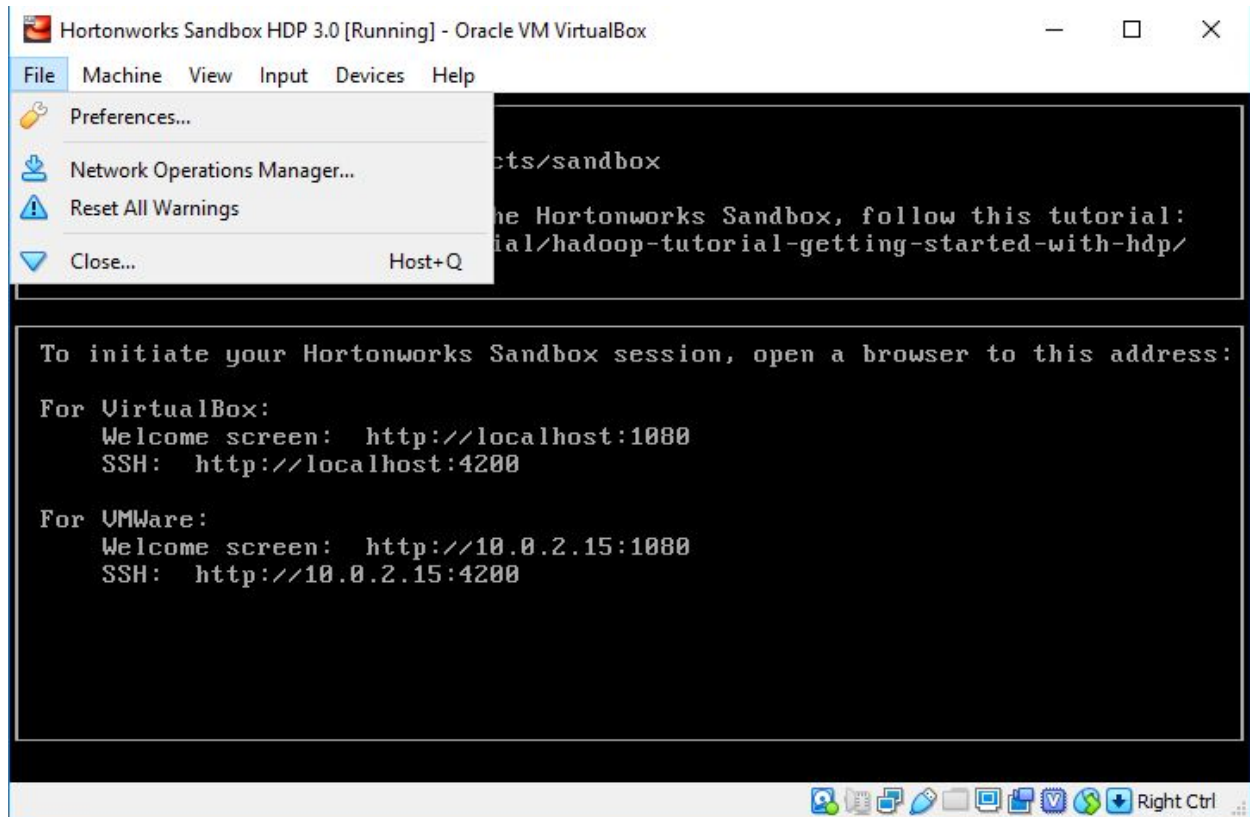 Hortonworks Sandbox HDP 3.0 [Running] - Oracle VM VirtualBox
File Machine View Input Devices Help
Preferences...
Network Operations Manager...
Reset All Warnings
Close... Host+Q
cts/sandbox
he Hortonworks Sandbox, follow this tutorial:
ial/hadoop-tutorial-getting-started-with-hdp/
To initiate your Hortonworks Sandbox session, open a browser to this address:
For VirtualBox:
Welcome screen: http://localhost:1080
SSH: http://localhost:4200
For VMWare:
Welcome screen: http://10.0.2.15:1080
SSH: http://10.0.2.15:4200
Right Ctrl